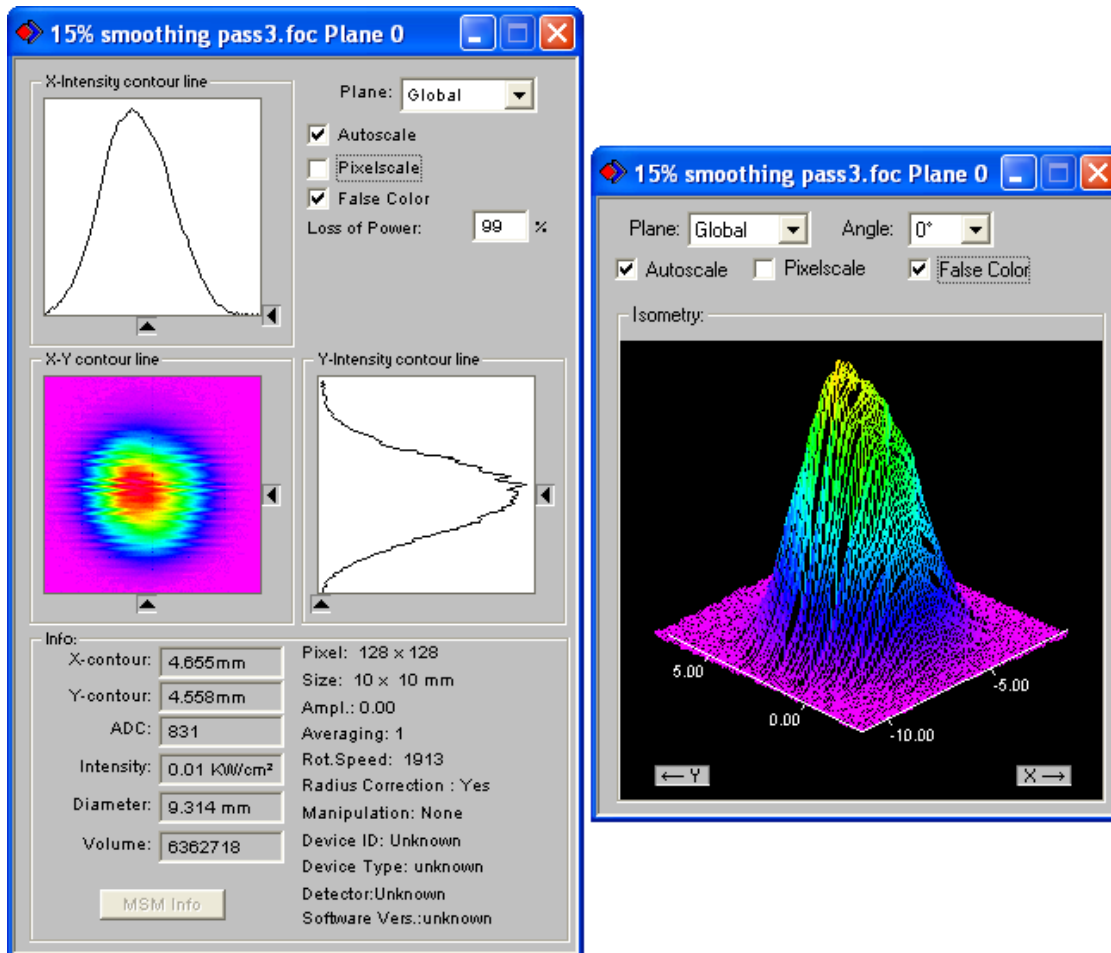 15% smoothing pass3.foc Plane 0
X-Intensity contour line
Plane: Global
Autoscale
Pixelscale
False Color
Loss of Power: 99 %
X-Y contour line
Y-Intensity contour line
Info:
X-contour: 4.655mm
Y-contour: 4.558mm
ADC: 831
Intensity: 0.01 KW/cm²
Diameter: 9.314 mm
Volume: 6362718
MSM Info
Pixel: 128 x 128
Size: 10 x 10 mm
Ampl.: 0.00
Averaging: 1
Rot.Speed: 1913
Radius Correction : Yes
Manipulation: None
Device ID: Unknown
Device Type: unknown
Detector:Unknown
Software Vers.:unknown
15% smoothing pass3.foc Plane 0
Plane: Global Angle: 0°
Autoscale Pixelscale False Color
Isometry:
5.00
0.00
-5.00
-10.00
← Y
X →